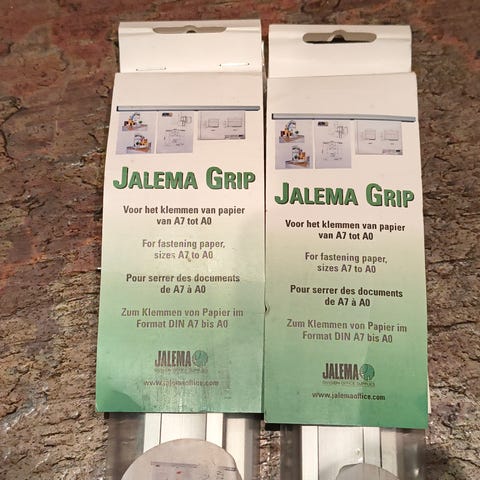 JALEMA GRIP
Voor het klemmen van papier
van A7 tot A0
For fastening paper,
sizes A7 to A0
Pour serrer des documents
de A7 à A0
Zum Klemmen von Papier im
Format DIN A7 bis A0
JALEMA
www.jalemaoffice.com
JALEMA GRIP
Voor het klemmen van papier
van A7 tot A0
For fastening paper,
sizes A7 to A0
Pour serrer des documents
de A7 à A0
Zum Klemmen von Papier im
Format DIN A7 bis A0
JALEMA
www.jalemaoffice.com